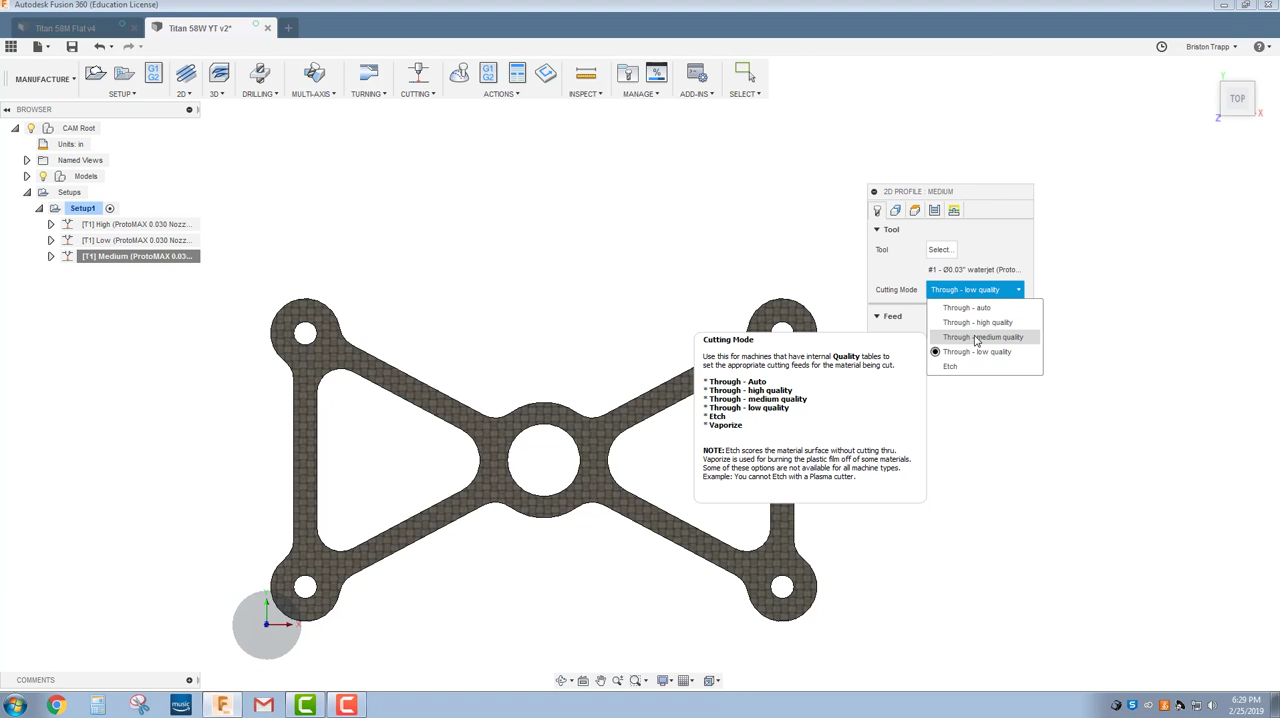 Autodesk Fusion 360 (Education License)
Titan 58M Flat v4
Titan 58W YT v2*
Briston Trapp
MANUFACTURE
SETUP
2D
3D
DRILLING
MULTI-AXIS
TURNING
CUTTING
ACTIONS
INSPECT
MANAGE
ADD-INS
SELECT
G1
G2
G1
G2
BROWSER
CAM Root
Units: in
Named Views
Models
Setups
Setup1
[T1] High (ProtoMAX 0.030 Nozz...
[T1] Low (ProtoMAX 0.030 Nozz...
[T1] Medium (ProtoMAX 0.03...
Y
TOP
Z
X
2D PROFILE : MEDIUM
Tool
Tool
Select...
#1 - Ø0.03" waterjet (Proto...
Cutting Mode
Through - low quality
Feed
Through - auto
Through - high quality
Through - medium quality
Through - low quality
Etch
Cutting Mode
Use this for machines that have internal Quality tables to
set the appropriate cutting feeds for the material being cut.
* Through - Auto
* Through - high quality
* Through - medium quality
* Through - low quality
* Etch
* Vaporize
NOTE: Etch scores the material surface without cutting thru.
Vaporize is used for burning the plastic film off of some materials.
Some of these options are not available for all machine types.
Example: You cannot Etch with a Plasma cutter.
X
COMMENTS
music
6:29 PM
2/25/2019